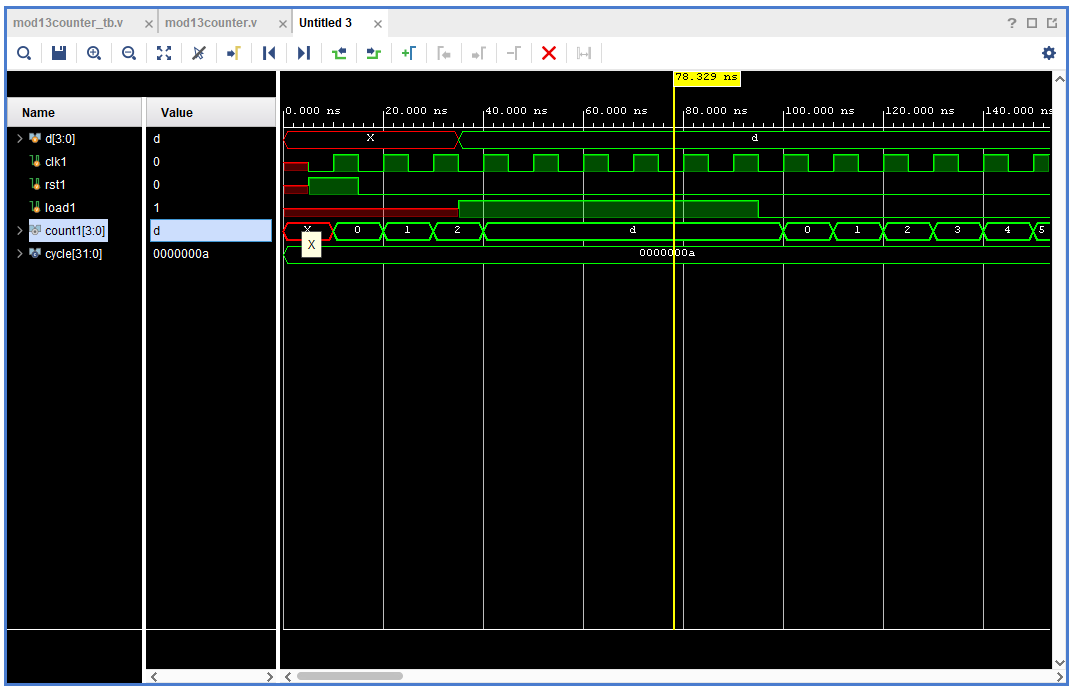 mod13counter_tb.v × mod13counter.v × Untitled 3 ×
?
78.329 ns
Name Value 0.000 ns 20.000 ns 40.000 ns 60.000 ns 80.000 ns 100.000 ns 120.000 ns 140.000 ns
d[3:0] d X d
clk1 0
rst1 0
load1 1
count1[3:0] d X 0 1 2 d 0 1 2 3 4 5
X
cycle[31:0] 0000000a 0000000a